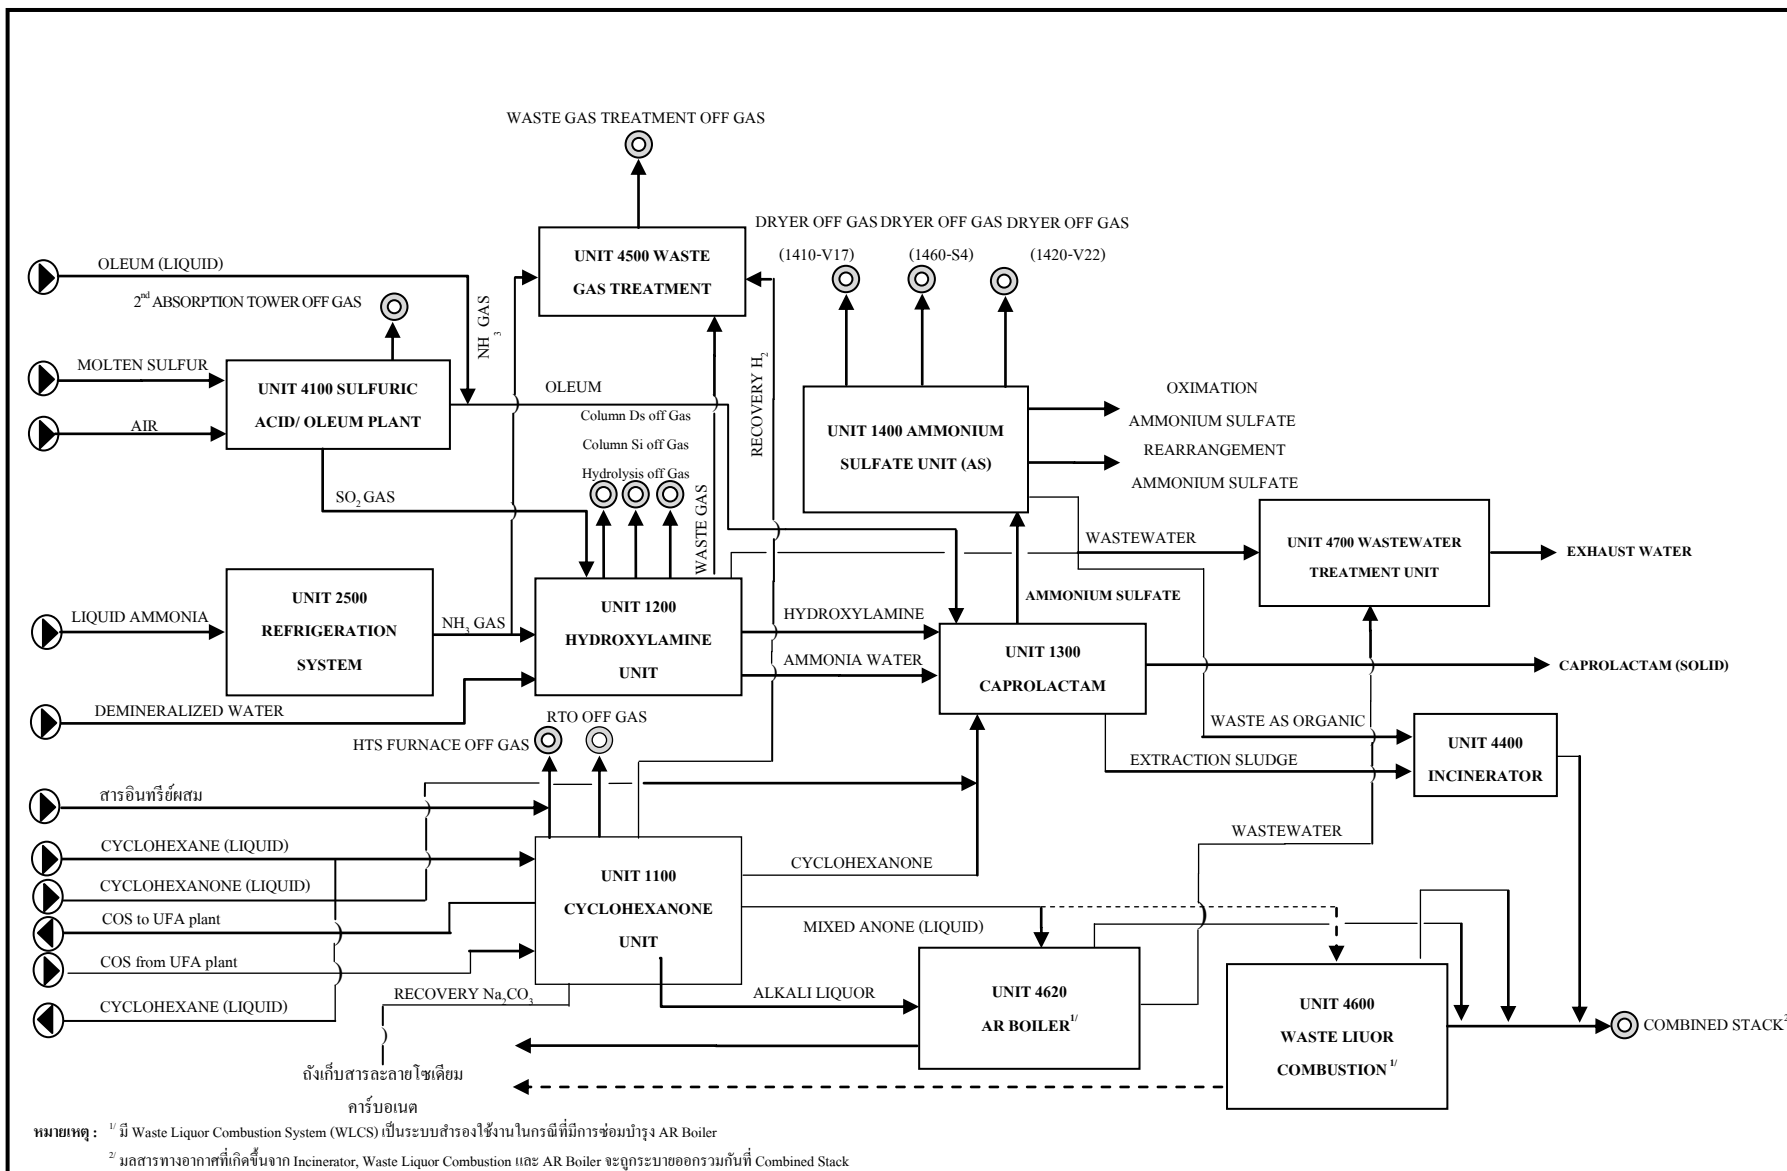 WASTE GAS TREATMENT OFF GAS
DRYER OFF GAS DRYER OFF GAS DRYER OFF GAS
(1410-V17) (1460-S4) (1420-V22)
UNIT 4500 WASTE
GAS TREATMENT
OLEUM (LIQUID)
2nd ABSORPTION TOWER OFF GAS
NH3 GAS
MOLTEN SULFUR
UNIT 4100 SULFURIC
ACID/ OLEUM PLANT
AIR
OLEUM
Column Ds off Gas
Column Si off Gas
Hydrolysis off Gas
WASTE GAS
RECOVERY H2
UNIT 1400 AMMONIUM
SULFATE UNIT (AS)
OXIMATION
AMMONIUM SULFATE
REARRANGEMENT
AMMONIUM SULFATE
SO2 GAS
WASTEWATER
UNIT 4700 WASTEWATER
TREATMENT UNIT
EXHAUST WATER
LIQUID AMMONIA
UNIT 2500
REFRIGERATION
SYSTEM
NH3 GAS
UNIT 1200
HYDROXYLAMINE
UNIT
HYDROXYLAMINE
AMMONIA WATER
AMMONIUM SULFATE
UNIT 1300
CAPROLACTAM
CAPROLACTAM (SOLID)
DEMINERALIZED WATER
RTO OFF GAS
HTS FURNACE OFF GAS
WASTE AS ORGANIC
EXTRACTION SLUDGE
UNIT 4400
INCINERATOR
สารอินทรีย์ผสม
CYCLOHEXANE (LIQUID)
CYCLOHEXANONE (LIQUID)
COS to UFA plant
COS from UFA plant
CYCLOHEXANE (LIQUID)
UNIT 1100
CYCLOHEXANONE
UNIT
CYCLOHEXANONE
WASTEWATER
MIXED ANONE (LIQUID)
RECOVERY Na2CO3
ALKALI LIQUOR
UNIT 4620
AR BOILER1/
UNIT 4600
WASTE LIUOR
COMBUSTION 1/
COMBINED STACK2
ถังเก็บสารละลายโซเดียม
คาร์บอเนต
หมายเหตุ : 1/ มี Waste Liquor Combustion System (WLCS) เป็นระบบสำรองใช้งานในกรณีที่มีการซ่อมบำรุง AR Boiler
2/ มลสารทางอากาศที่เกิดขึ้นจาก Incinerator, Waste Liquor Combustion และ AR Boiler จะถูกระบายออกรวมกันที่ Combined Stack